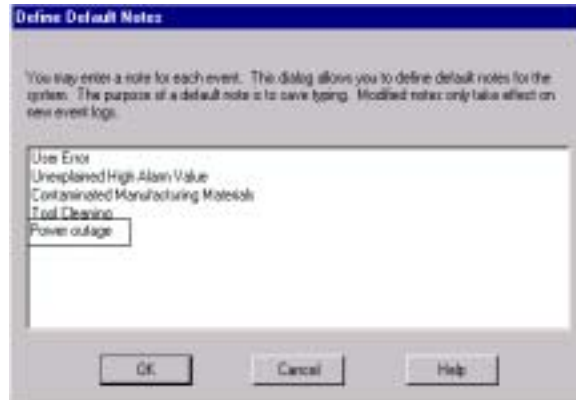 Define Default Notes
You may enter a note for each event. This dialog allows you to define default notes for the
system. The purpose of a default note is to save typing. Modified notes only take effect on
new event logs.
User Error
Unexplained High Alarm Value
Contaminated Manufacturing Materials
Tool Cleaning
Power outage
OK
Cancel
Help